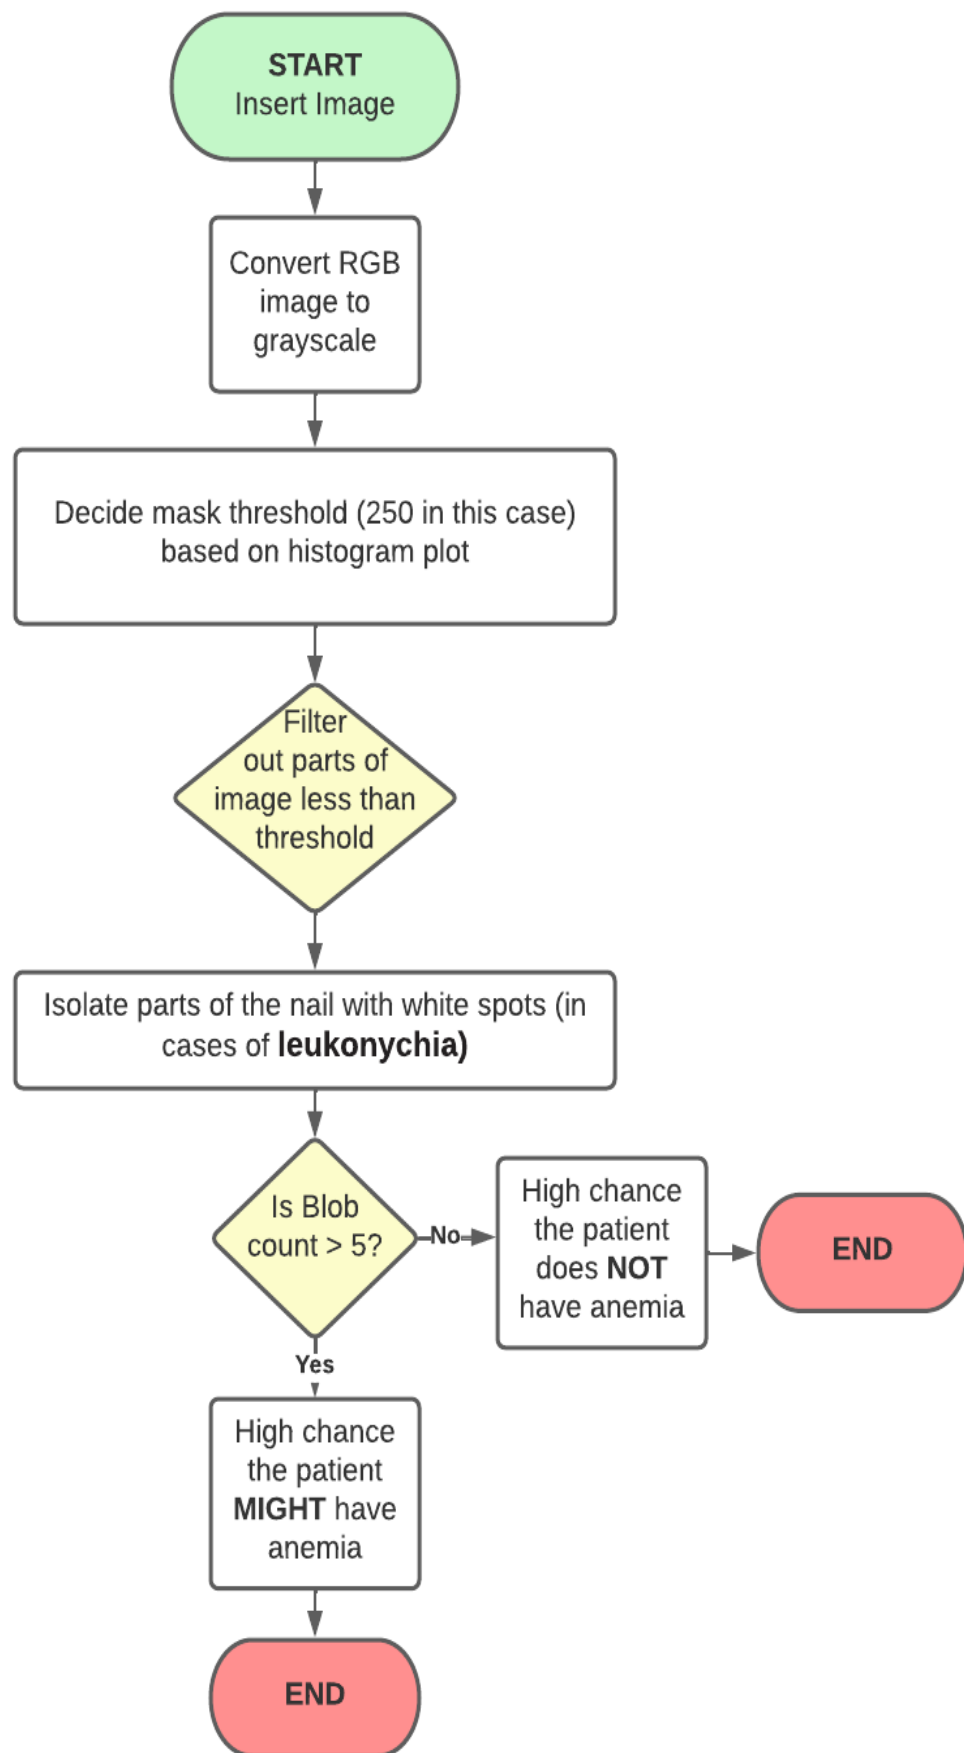 START
Insert Image
Convert RGB
image to
grayscale
Decide mask threshold (250 in this case)
based on histogram plot
Filter
out parts of
image less than
threshold
Isolate parts of the nail with white spots (in
cases of leukonychia)
Is Blob
count > 5?
No
High chance
the patient
does NOT
have anemia
END
Yes
High chance
the patient
MIGHT have
anemia
END